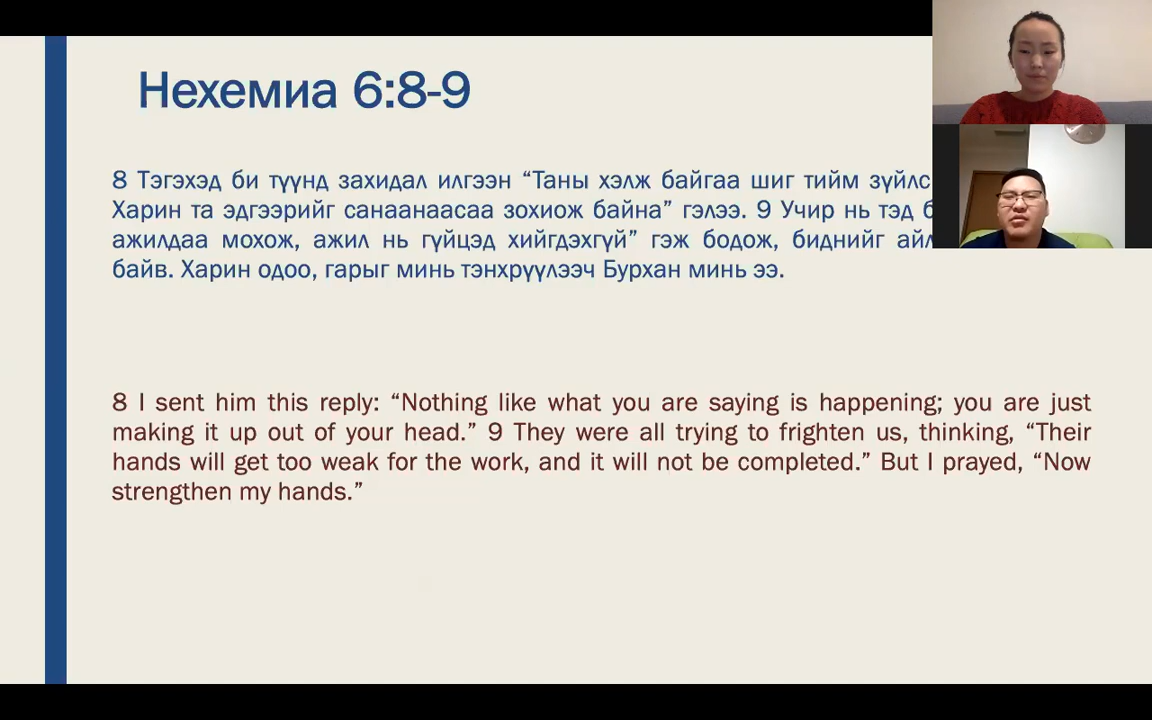 Нехемиа 6:8-9
8 Тэгэхэд би түүнд захидал илгээн “Таны хэлж байгаа шиг тийм
Харин та эдгээрийг санаанаасаа зохиож байна” гэлээ. 9 Учир нь тэд
ажилдаа мохож, ажил нь гүйцэд хийгдэхгүй” гэж бодож, биднийг
байв. Харин одоо, гарыг минь тэнхрүүлээч Бурхан минь ээ.
8 I sent him this reply: “Nothing like what you are saying is happening; you are just
making it up out of your head.” 9 They were all trying to frighten us, thinking, “Their
hands will get too weak for the work, and it will not be completed.” But I prayed, “Now
strengthen my hands.”